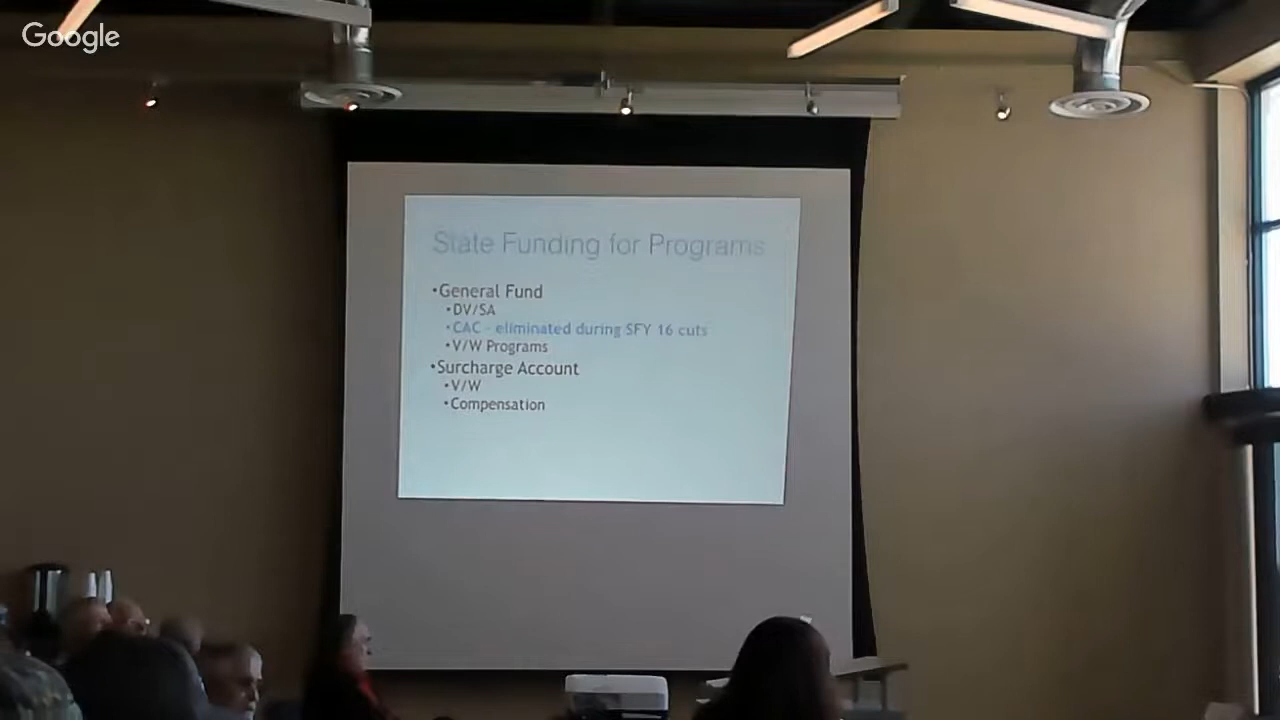 Google
State Funding for Programs
•General Fund
•DV/SA
•CAC - eliminated during SFY 16 cuts
•V/W Programs
•Surcharge Account
•V/W
•Compensation